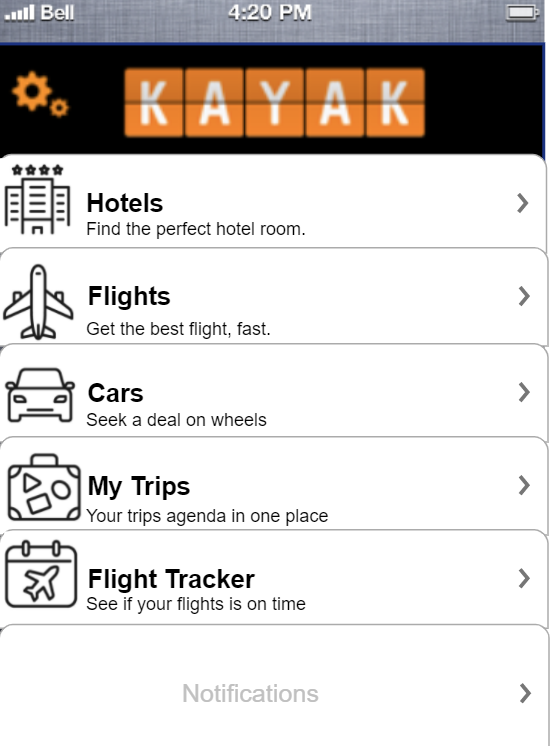 Bell 4:20 PM
KAYAK
Hotels
Find the perfect hotel room.
Flights
Get the best flight, fast.
Cars
Seek a deal on wheels
My Trips
Your trips agenda in one place
Flight Tracker
See if your flights is on time
Notifications